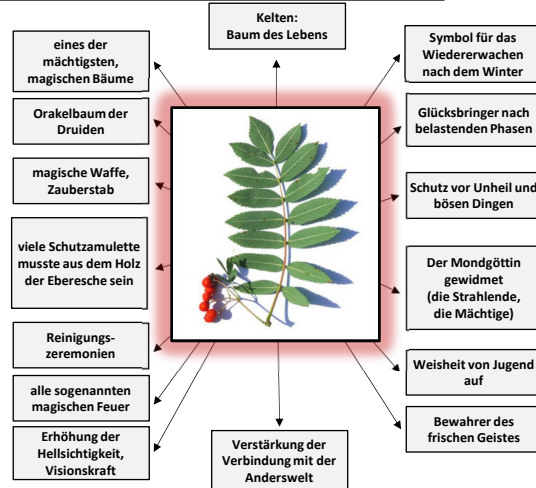 Kelten:
Baum des Lebens
eines der
mächtigsten,
magischen Bäume
Orakelbaum der
Druiden
magische Waffe,
Zauberstab
viele Schutzamulette
musste aus dem Holz
der Eberesche sein
Reinigungs-
zeremonien
alle sogenannten
magischen Feuer
Erhöhung der
Hellsichtigkeit,
Visionskraft
Verstärkung der
Verbindung mit der
Anderswelt
Symbol für das
Wiedererwachen
nach dem Winter
Glücksbringer nach
belastenden Phasen
Schutz vor Unheil und
bösen Dingen
Der Mondgöttin
gewidmet
(die Strahlende,
die Mächtige)
Weisheit von Jugend
auf
Bewahrer des
frischen Geistes